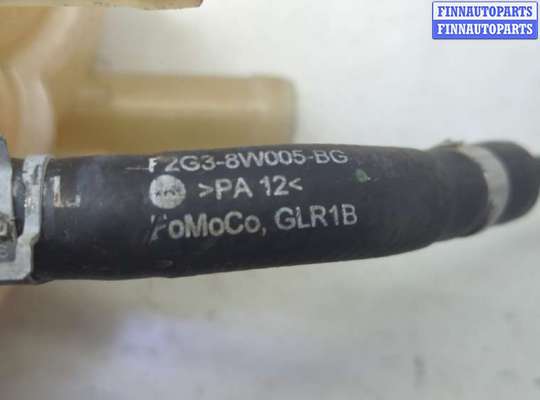 FINNAUTOPARTS
FINNAUTOPARTS
F2G3-8W005-BG
>PA 12<
FoMoCo, GLR1B